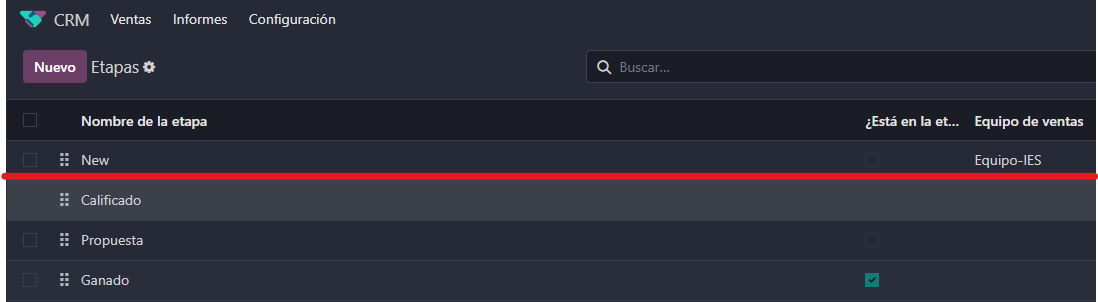 CRM Ventas Informes Configuración
Nuevo Etapas Buscar...
Nombre de la etapa ¿Está en la et... Equipo de ventas
New Equipo-IES
Calificado
Propuesta
Ganado